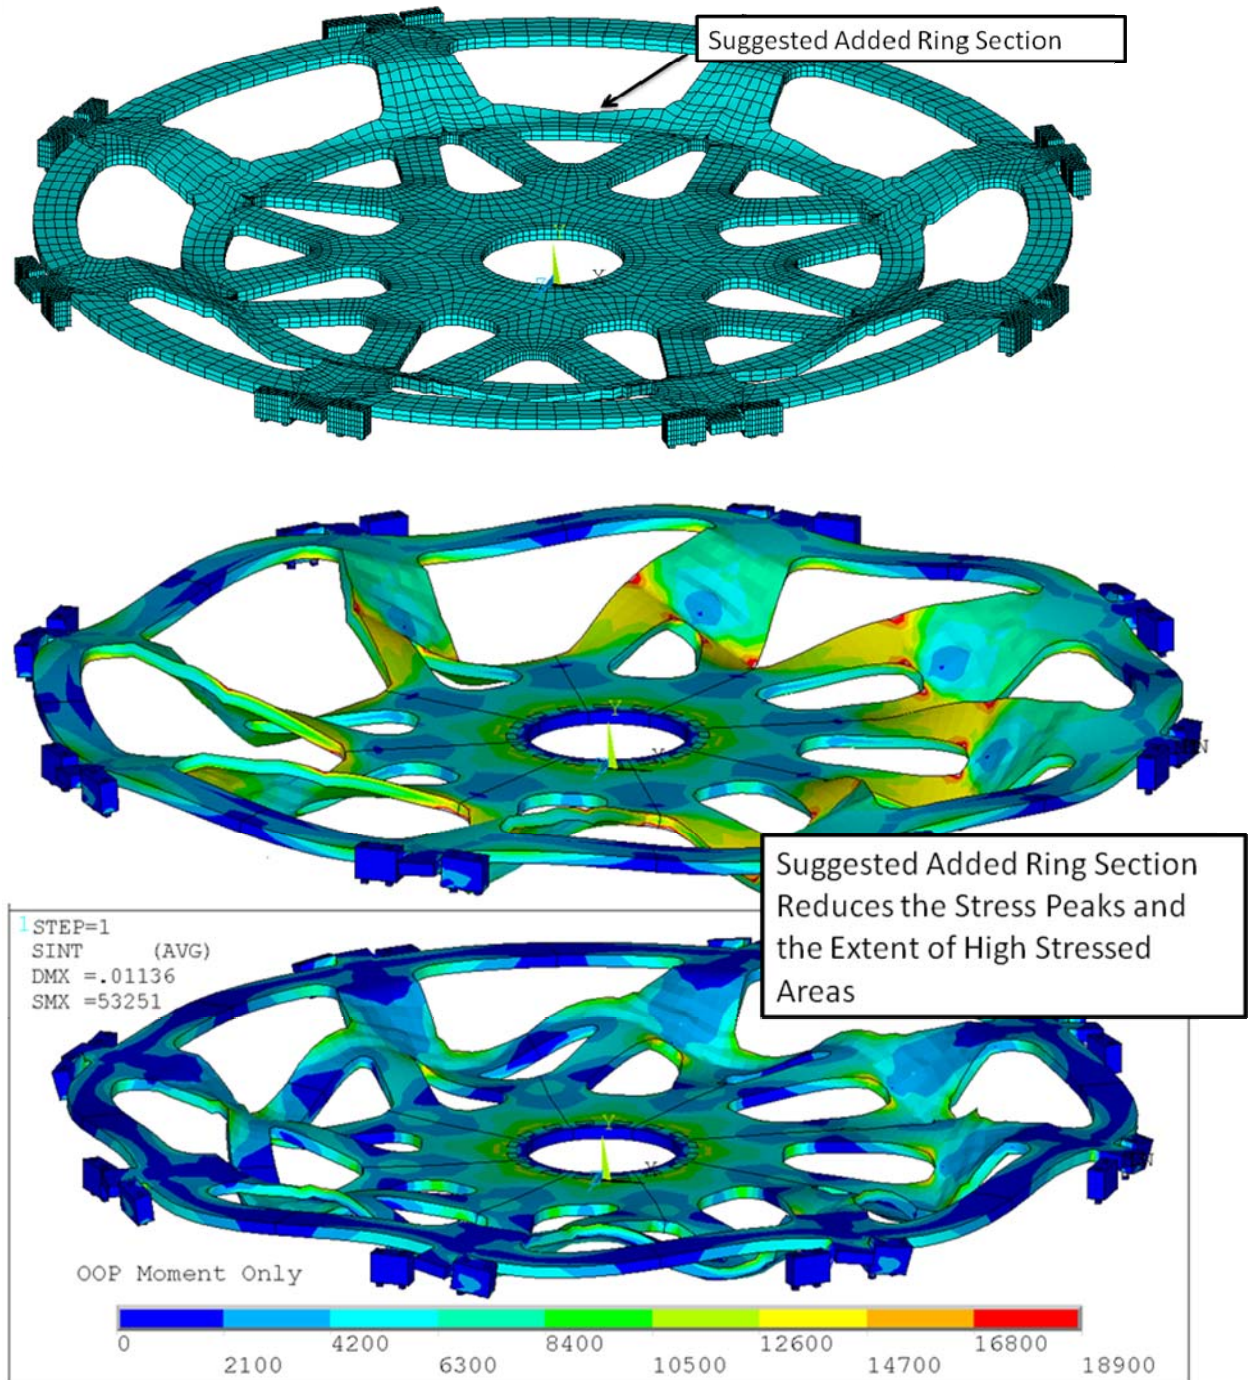 Suggested Added Ring Section
Y
X
Z
Y
X
Z
Suggested Added Ring Section
Reduces the Stress Peaks and
the Extent of High Stressed
Areas
1
STEP=1
SINT (AVG)
DMX =.01136
SMX =53251
Y
X
Z
OOP Moment Only
0
4200
8400
12600
16800
2100
6300
10500
14700
18900